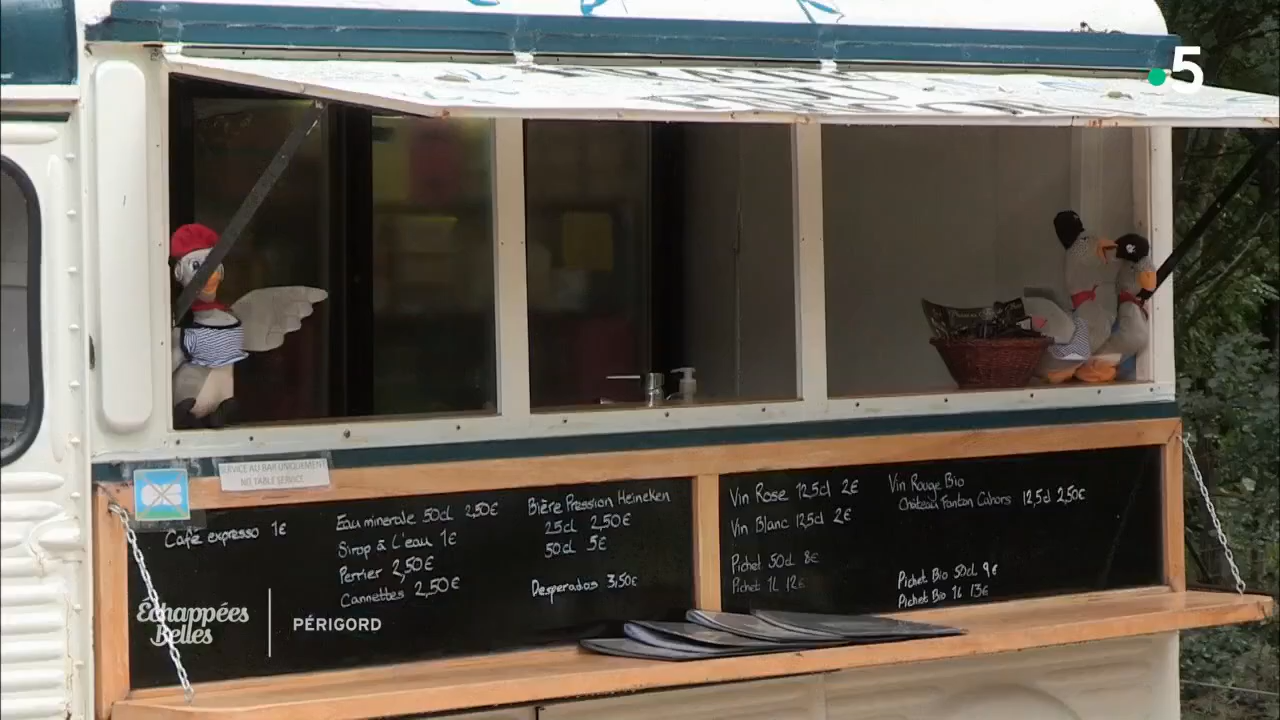 5
SERVICE AU BAR UNIQUEMENT
NO TABLE SERVICE
Café expresso 1€
Eau minerale 50cl 2,50€
Sirop à L'eau 1€
Perrier 2,50€
Cannettes 2,50€
Bière Pression Heineken
25cl 2,50€
50cl 5€
Desperados 3,50€
Vin Rose 12,5cl 2€
Vin Blanc 12,5cl 2€
Pichet 50cl 8€
Pichet 1L 12€
Vin Rouge Bio
Château Fantan Cahors 12,5cl 2,50€
Pichet Bio 50cl 9€
Pichet Bio 1L 13€
Échappées
Belles
PÉRIGORD